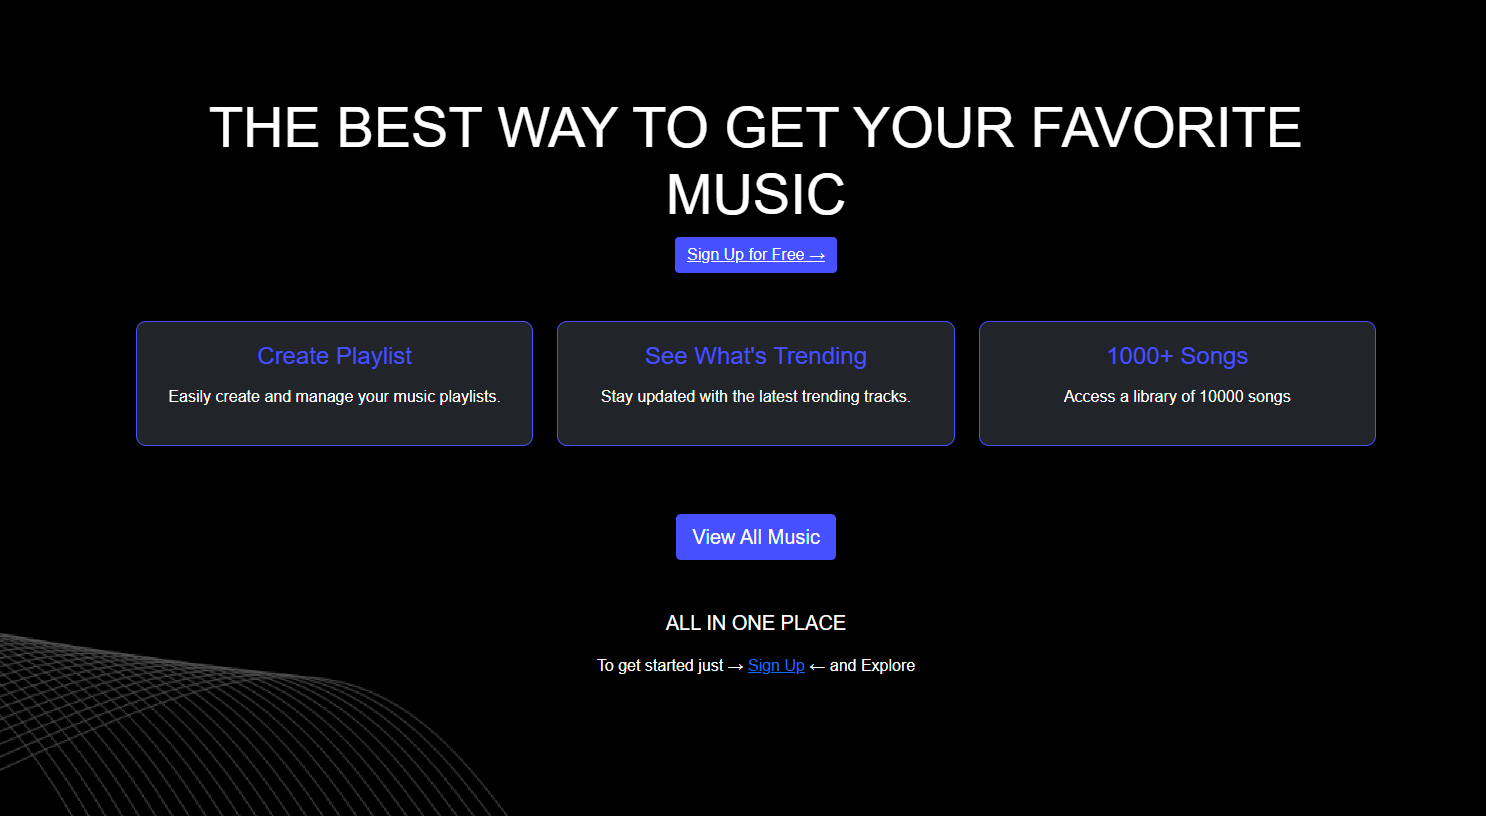 THE BEST WAY TO GET YOUR FAVORITE
MUSIC
Sign Up for Free →
Create Playlist
Easily create and manage your music playlists.
See What's Trending
Stay updated with the latest trending tracks.
1000+ Songs
Access a library of 10000 songs
View All Music
ALL IN ONE PLACE
To get started just → Sign Up ← and Explore